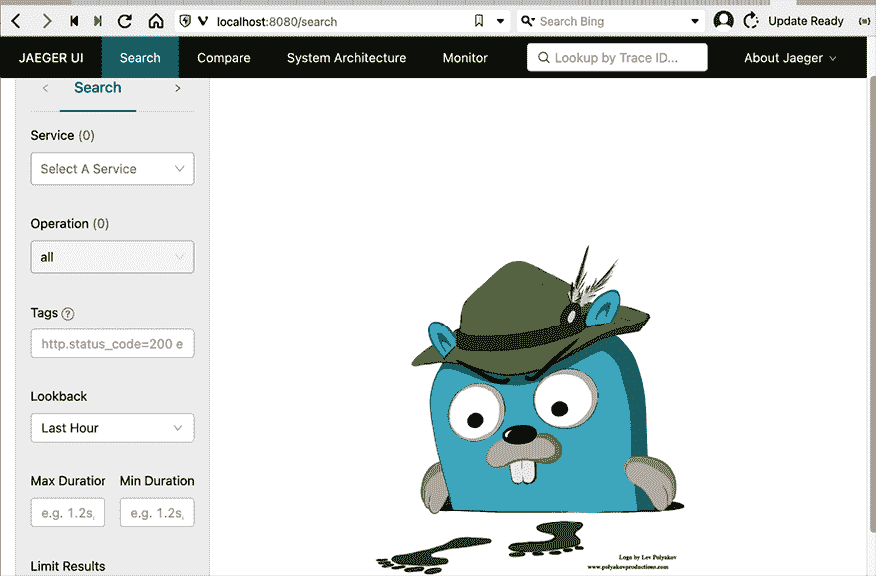 localhost:8080/search
Search Bing
Update Ready
JAEGER UI
Search
Compare
System Architecture
Monitor
Lookup by Trace ID...
About Jaeger
Search
Service (0)
Select A Service
Operation (0)
all
Tags ?
http.status_code=200 e
Lookback
Last Hour
Max Duration Min Duration
e.g. 1.2s, e.g. 1.2s,
Limit Results
Logo by Lev Polyakov
www.polyakovproductions.com